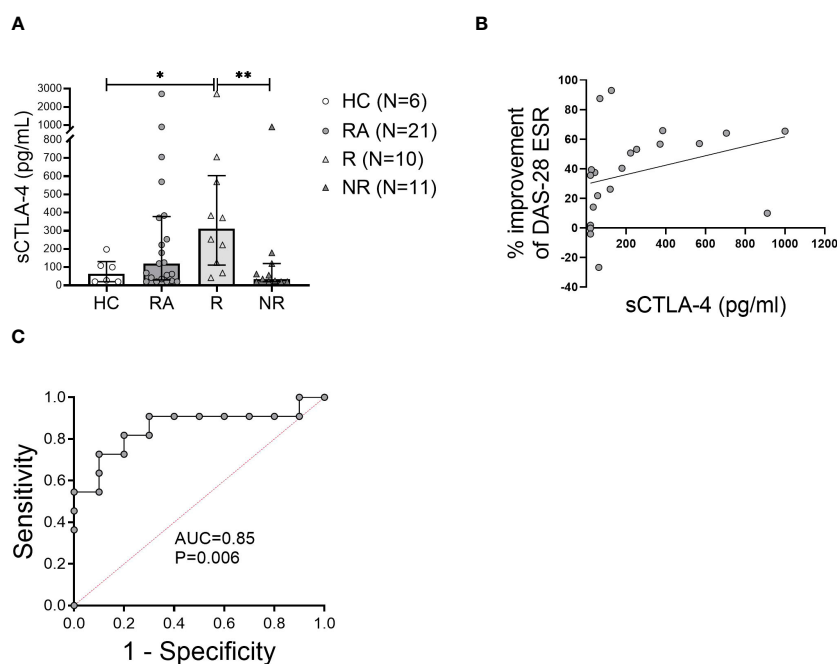 A
*
**
3000
2000
1000
800
700
600
500
400
300
200
100
0
sCTLA-4 (pg/mL)
HC
RA
R
NR
HC (N=6)
RA (N=21)
R (N=10)
NR (N=11)
B
100
80
60
40
20
0
-20
-40
% improvement
of DAS-28 ESR
200
400
600
800
1000
1200
sCTLA-4 (pg/ml)
C
1.0
0.8
0.6
0.4
0.2
0.0
Sensitivity
AUC=0.85
P=0.006
0.0
0.2
0.4
0.6
0.8
1.0
1 - Specificity